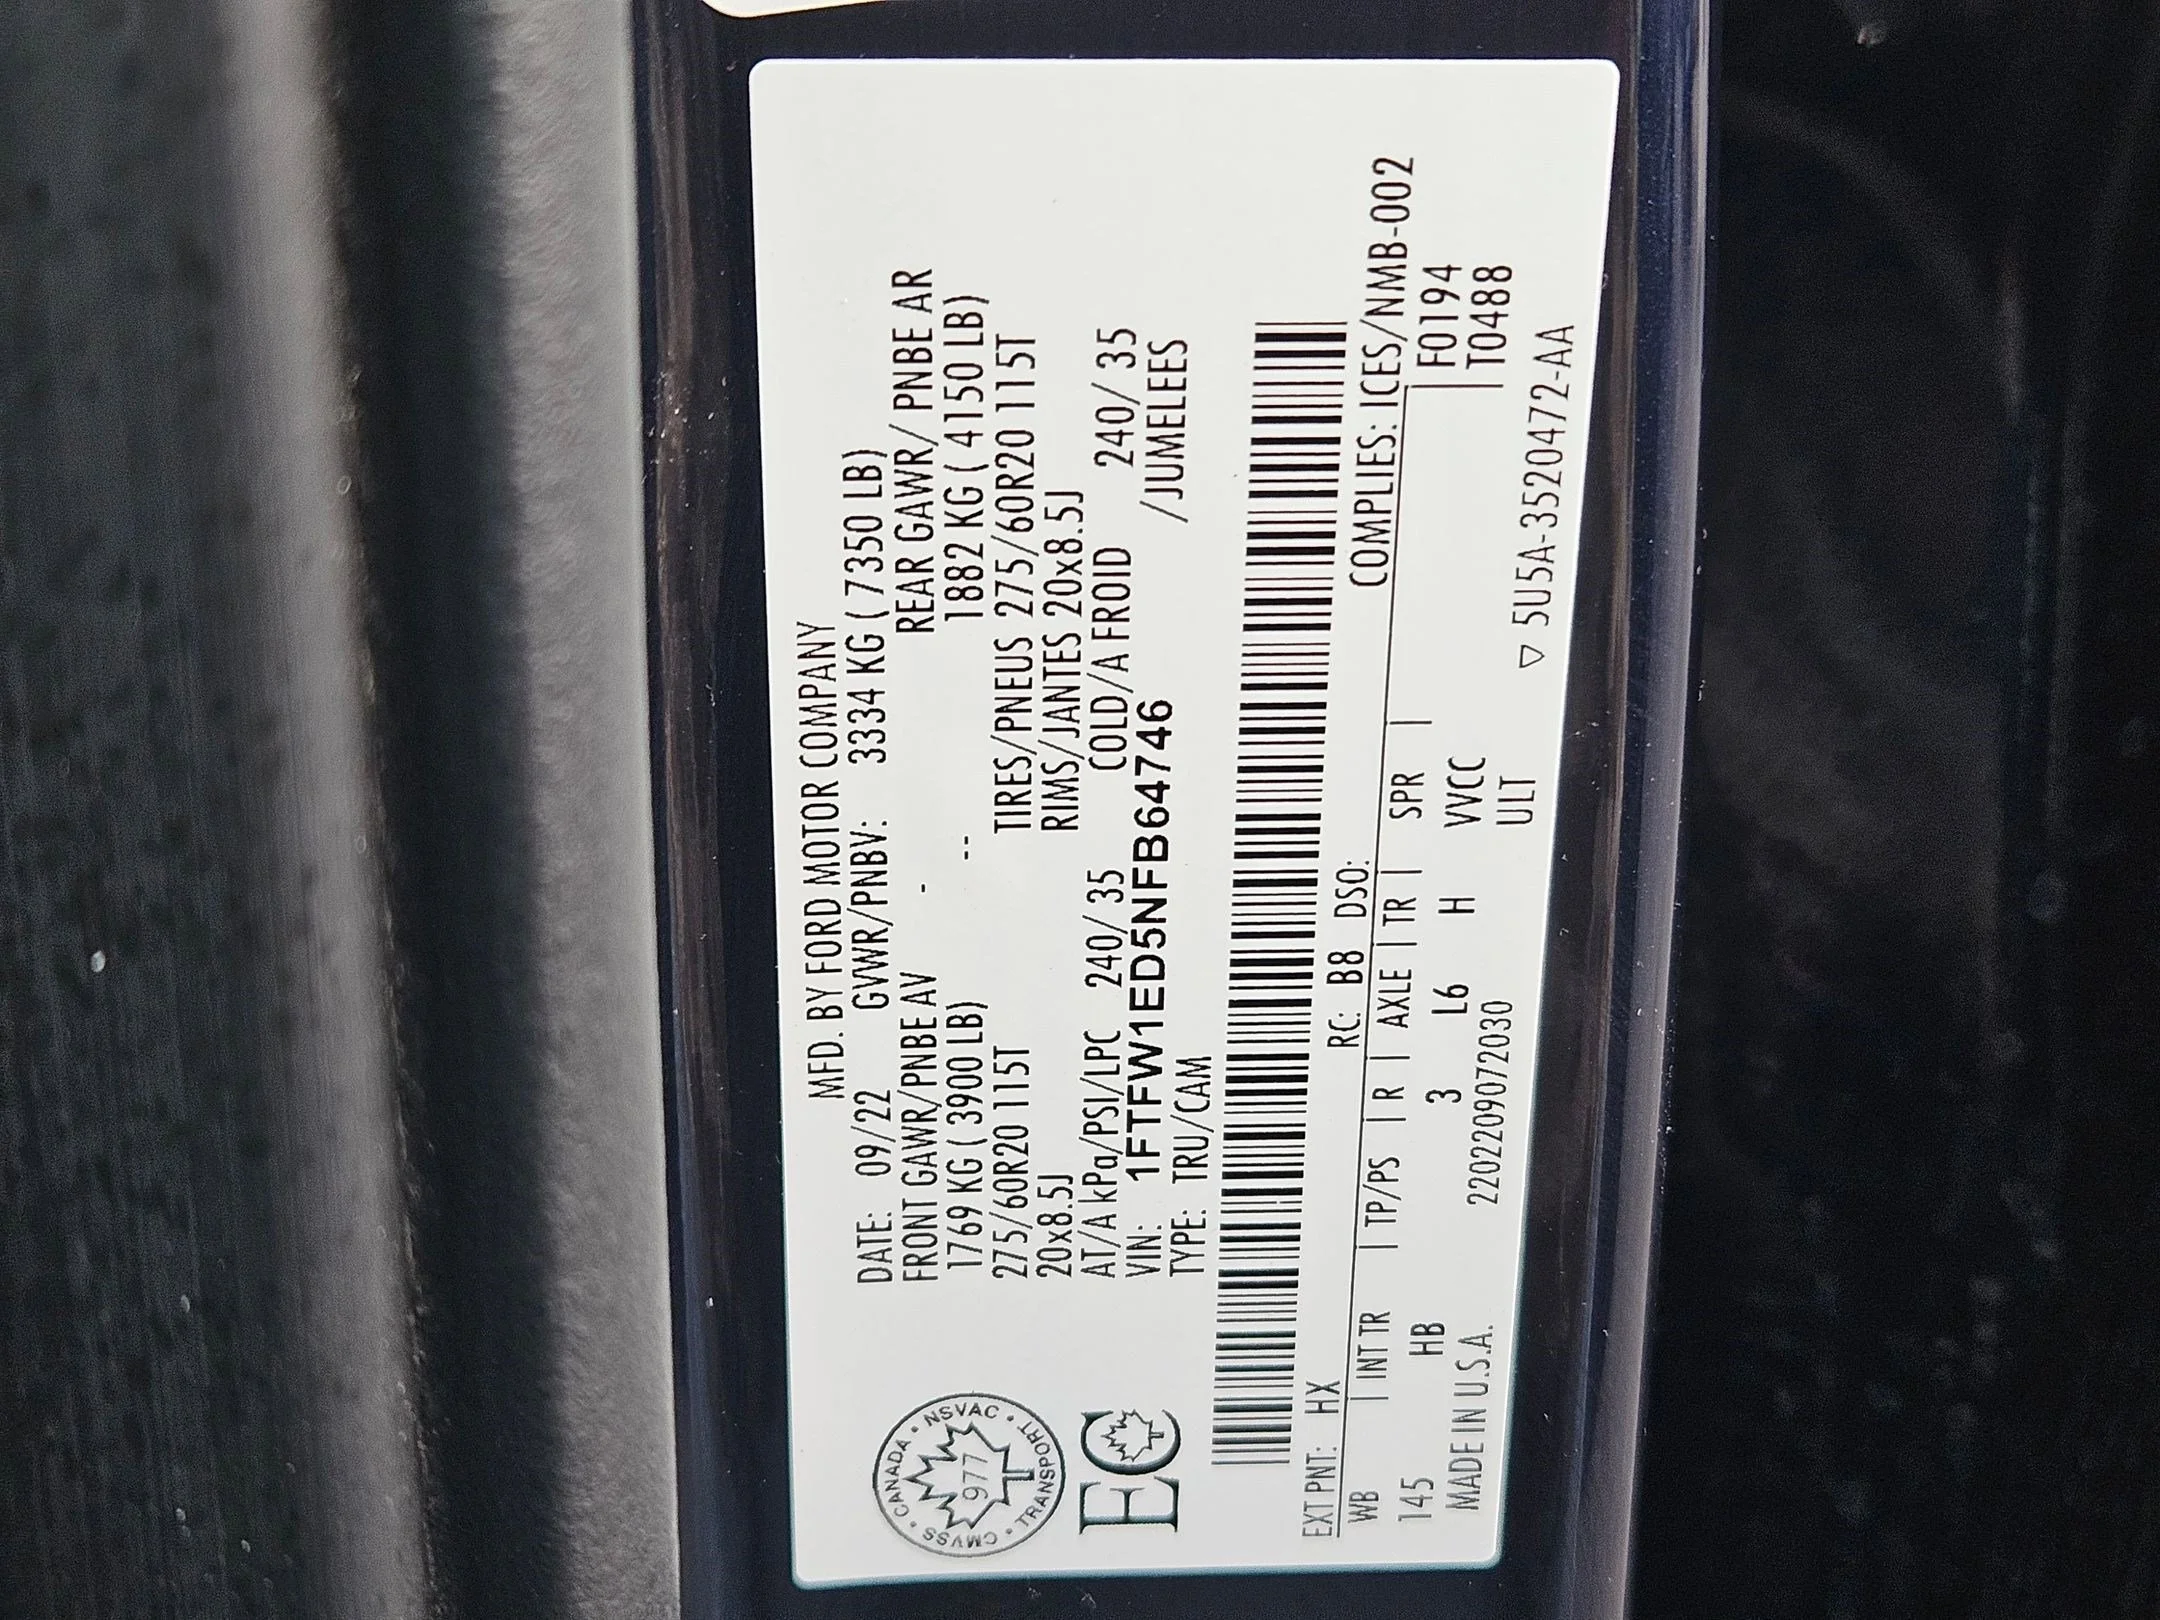 MFD. BY FORD MOTOR COMPANY
DATE: 09/22 GVWR/PNBV: 3334 KG ( 7350 LB)
FRONT GAWR/PNBE AV - REAR GAWR/ PNBE AR
1769 KG ( 3900 LB) -- 1882 KG ( 4150 LB)
275/60R20 115T TIRES/PNEUS 275/60R20 115T
20x8.5J RIMS/JANTES 20x8.5J
AT/A kPa/PSI/LPC 240/ 35 COLD/A FROID 240/ 35
VIN: 1FTFW1ED5NFB64746 /JUMELEES
TYPE: TRU/CAM
CANADA • NSVAC • TRANSPORT • CMVSS •
977
EC
EXT PNT: HX RC: B8 DSO: COMPLIES: ICES/NMB-002
WB | INT TR | TP/PS | R | AXLE | TR | SPR | | F0194
145 HB 3 L6 H VVCC | T0488
MADE IN U.S.A. 2202209072030 ULT
▽ 5U5A-3520472-AA